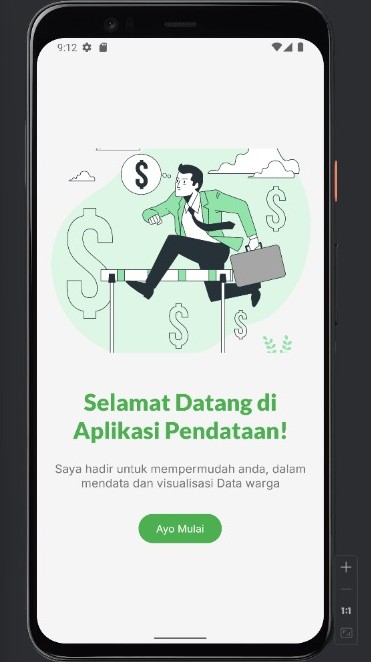 9:12
$
$
$
$
$
Selamat Datang di
Aplikasi Pendataan!
Saya hadir untuk mempermudah anda, dalam
mendata dan visualisasi Data warga
Ayo Mulai
1:1